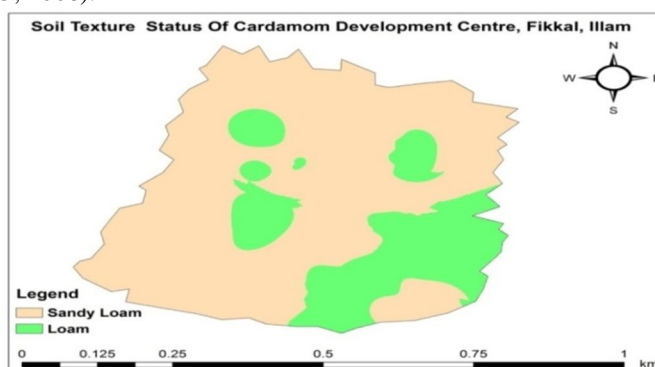 Soil Texture Status Of Cardamom Development Centre, Fikkal, Illam
N
W
S
Legend
Sandy Loam
Loam
0 0.125 0.25 0.5 0.75 1
km